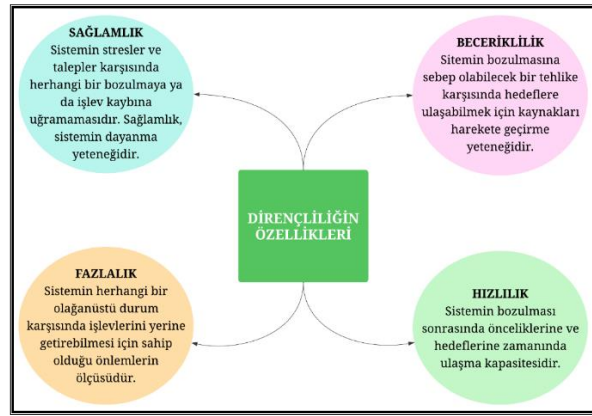 SAĞLAMLIK
Sistemin stresler ve
talepler karşısında
herhangi bir bozulmaya ya
da işlev kaybına
uğramamasıdır. Sağlamlık,
sistemin dayanma
yeteneğidir.
BECERİKLİLİK
Sitemin bozulmasına
sebep olabilecek bir tehlike
karşısında hedeflere
ulaşabilmek için kaynakları
harekete geçirme
yeteneğidir.
DİRENÇLİLİĞİN
ÖZELLİKLERİ
FAZLALIK
Sistemin herhangi bir
olağanüstü durum
karşısında işlevlerini yerine
getirebilmesi için sahip
olduğu önlemlerin
ölçüsüdür.
HIZLILIK
Sistemin bozulması
sonrasında önceliklerine ve
hedeflerine zamanında
ulaşma kapasitesidir.